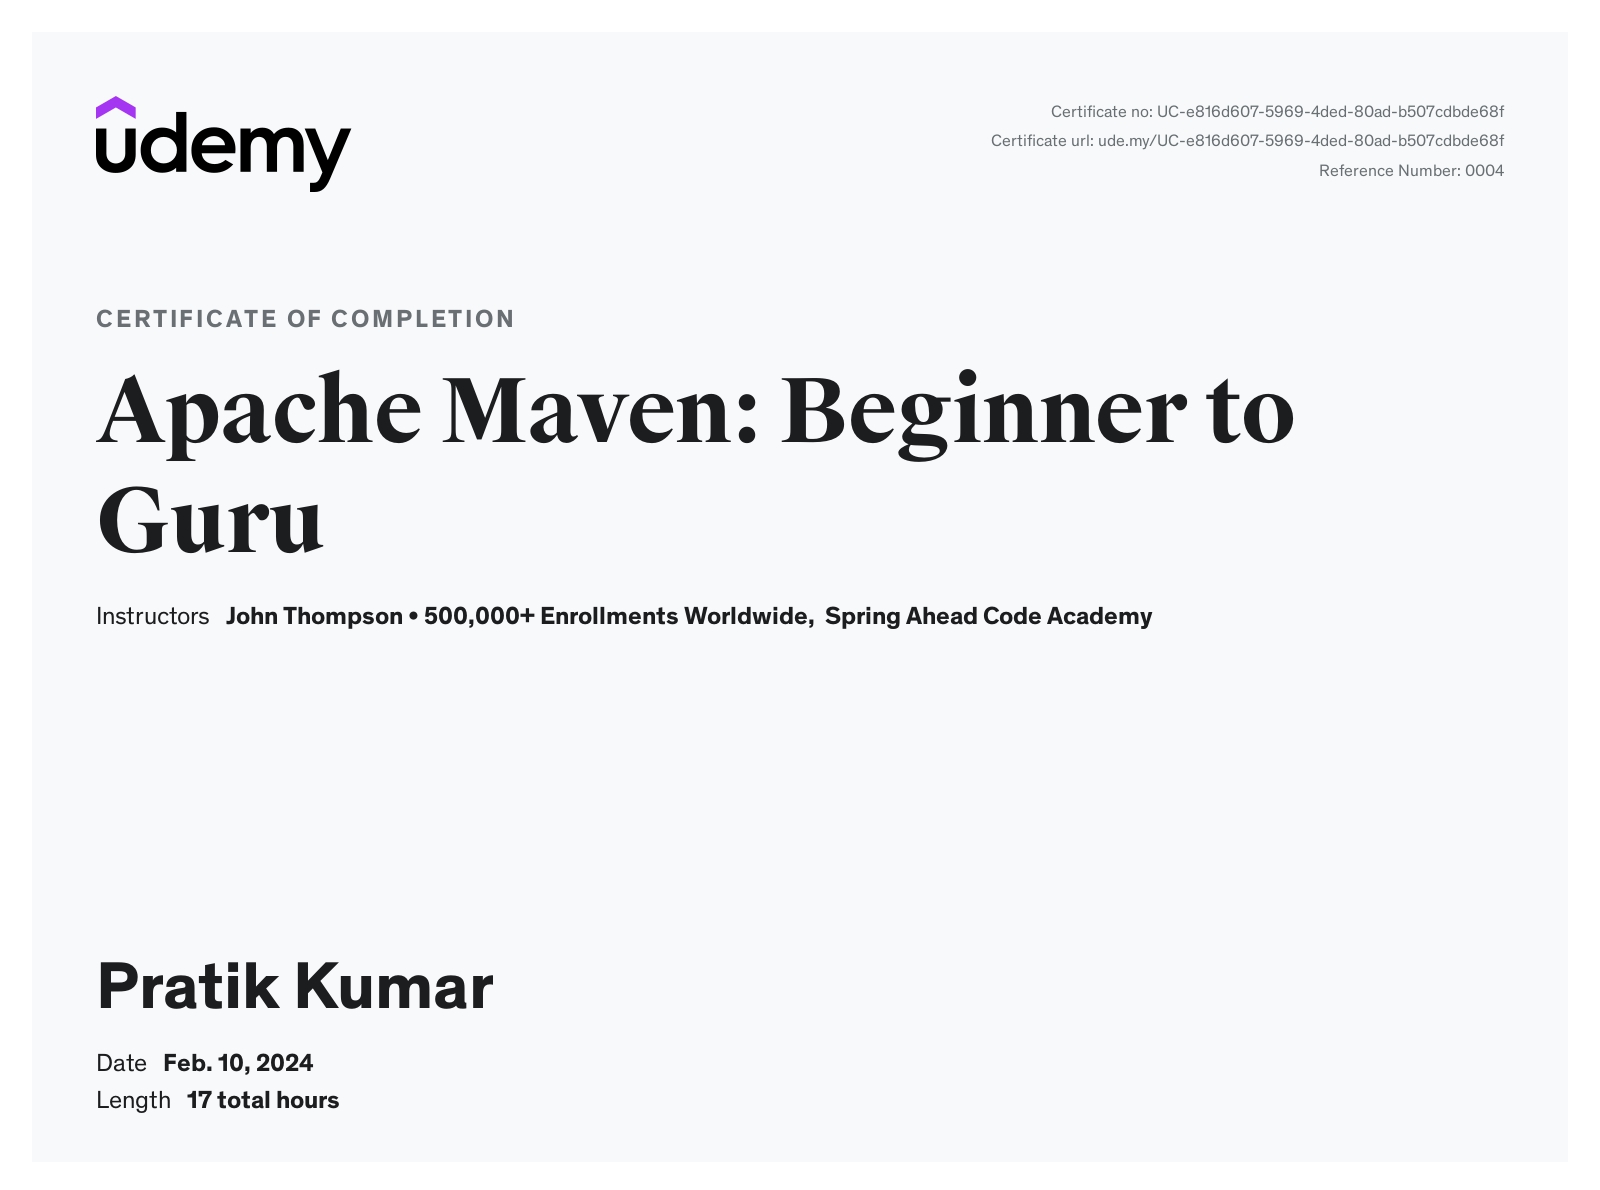 udemy
Certificate no: UC-e816d607-5969-4ded-80ad-b507cdbde68f
Certificate url: ude.my/UC-e816d607-5969-4ded-80ad-b507cdbde68f
Reference Number: 0004
CERTIFICATE OF COMPLETION
Apache Maven: Beginner to
Guru
Instructors John Thompson • 500,000+ Enrollments Worldwide, Spring Ahead Code Academy
Pratik Kumar
Date Feb. 10, 2024
Length 17 total hours